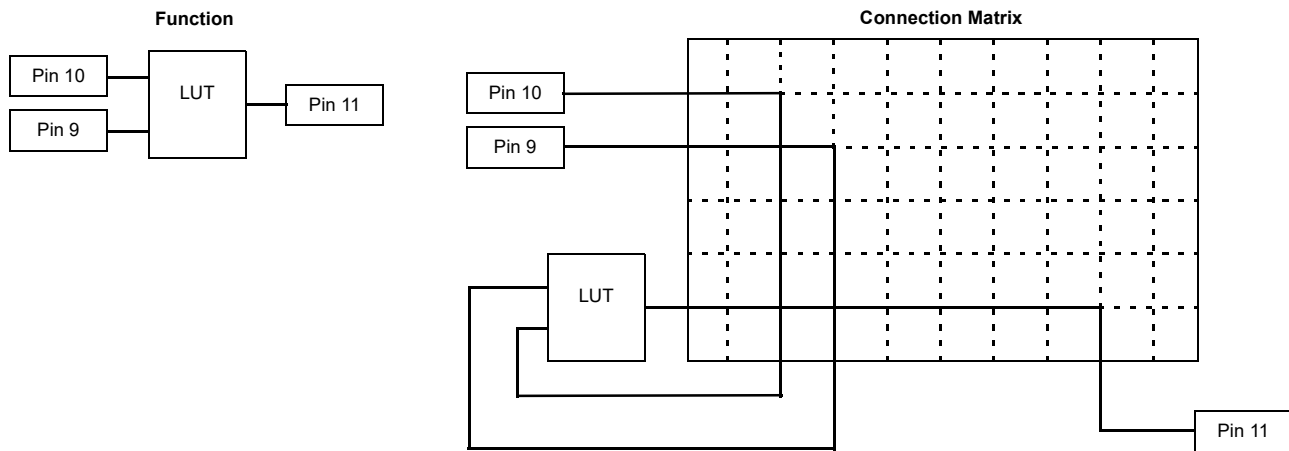 Function
Pin 10
Pin 9
LUT
Pin 11
Connection Matrix
Pin 10
Pin 9
LUT
Pin 11